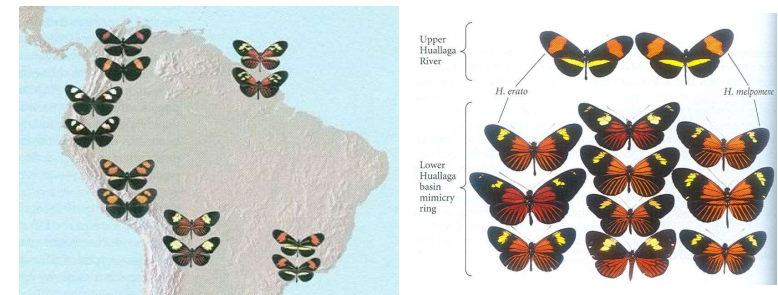 Upper
Huallaga
River
H. erato
H. melpomene
Lower
Huallaga
basin
mimicry
ring